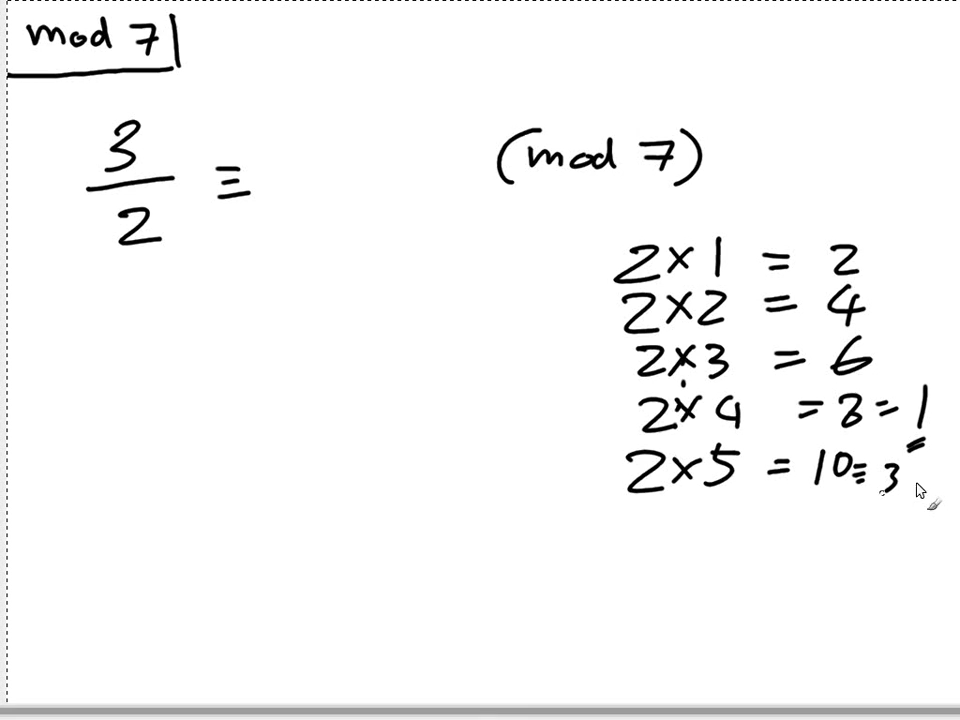 mod 7
3/2 ≡ (mod 7)
2×1 = 2
2×2 = 4
2×3 = 6
2×4 = 8 = 1
2×5 = 10 ≡ 3